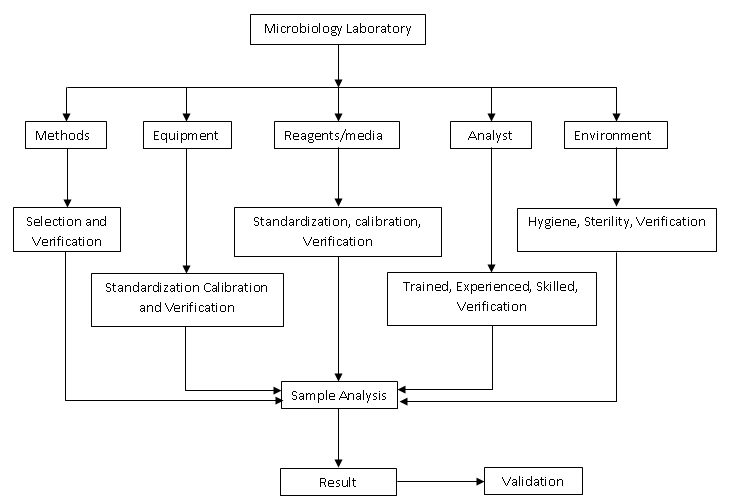 Microbiology Laboratory
Methods
Equipment
Reagents/media
Analyst
Environment
Selection and
Verification
Standardization, calibration,
Verification
Hygiene, Sterility, Verification
Standardization Calibration
and Verification
Trained, Experienced, Skilled,
Verification
Sample Analysis
Result
Validation